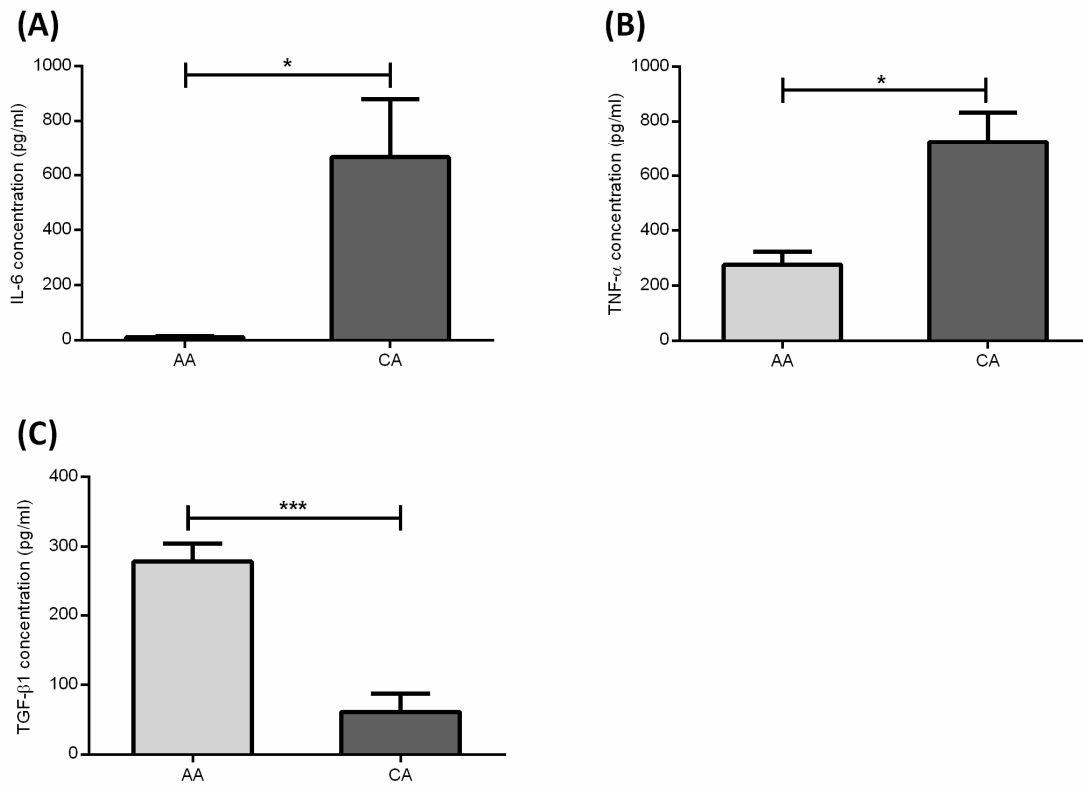 (A)
IL-6 concentration (pg/ml)
1000
800
600
400
200
0
*
AA CA
(B)
TNF-α concentration (pg/ml)
1000
800
600
400
200
0
*
AA CA
(C)
TGF-β1 concentration (pg/ml)
400
300
200
100
0
***
AA CA